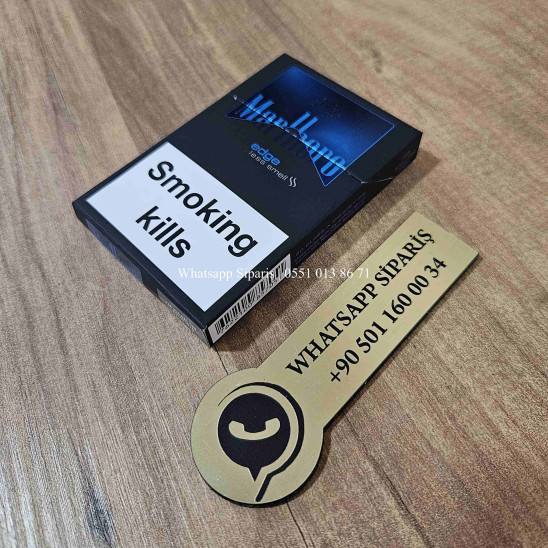 Marlboro
edge
less smell
Smoking
kills
Whatsapp Sipariş 0551 013 86 71
WHATSAPP SİPARİŞ
+90 501 160 00 34